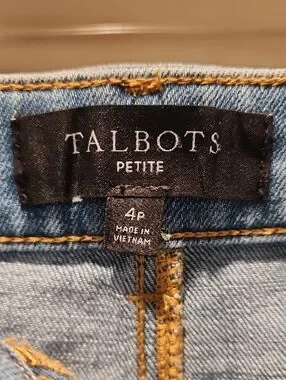 TALBOTS
PETITE
4P
MADE IN
VIETNAM